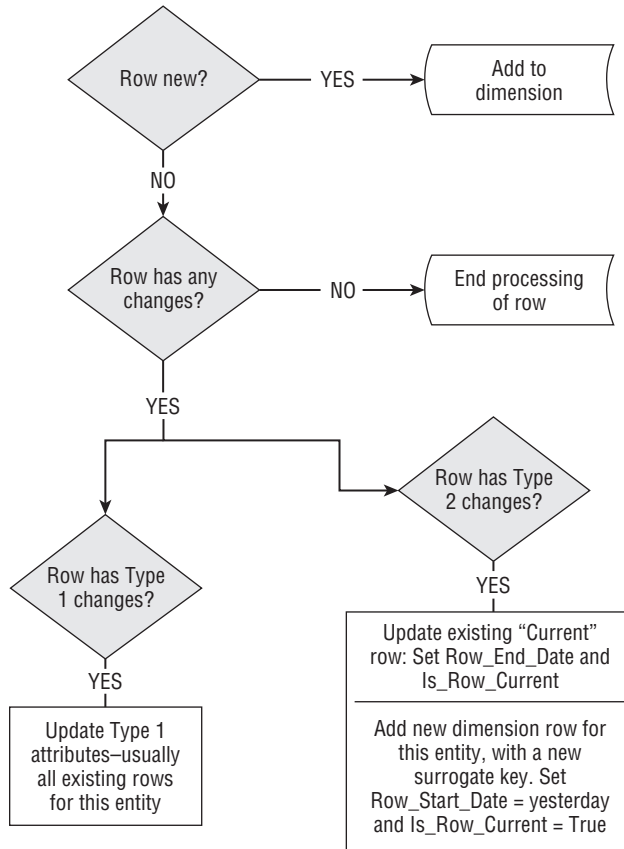 Row new?
YES
Add to
dimension
NO
Row has any
changes?
NO
End processing
of row
YES
Row has Type
2 changes?
Row has Type
1 changes?
YES
YES
Update Type 1
attributes–usually
all existing rows
for this entity
Update existing “Current”
row: Set Row_End_Date and
Is_Row_Current
Add new dimension row for
this entity, with a new
surrogate key. Set
Row_Start_Date = yesterday
and Is_Row_Current = True